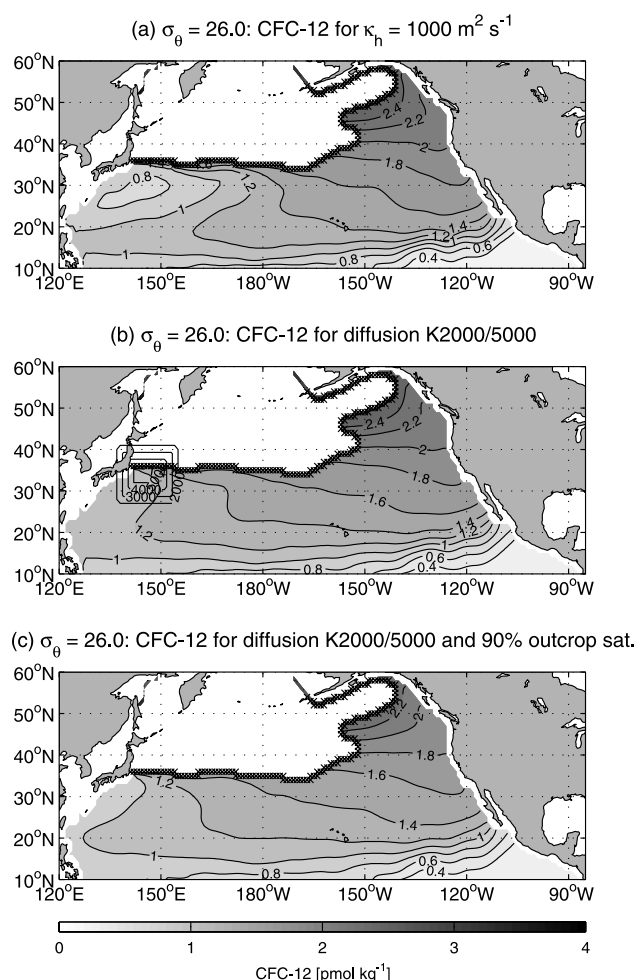 (a) σθ = 26.0: CFC-12 for κh = 1000 m² s⁻¹
60°N
50°N
40°N
30°N
20°N
10°N
2.4
2.2
2
1.8
1.6
1.2
0.8
1
1.4
1.2
1
0.6
1
0.8
0.4
120°E 150°E 180°W 150°W 120°W 90°W
(b) σθ = 26.0: CFC-12 for diffusion K2000/5000
60°N
50°N
40°N
30°N
20°N
10°N
2.4
2.2
2
1.8
4000
3000
2000
1.6
1.2
1.4
1.2
1
0.6
1
0.8
0.4
120°E 150°E 180°W 150°W 120°W 90°W
(c) σθ = 26.0: CFC-12 for diffusion K2000/5000 and 90% outcrop sat.
60°N
50°N
40°N
30°N
20°N
10°N
2.2
2
1.8
1.6
1.2
1.4
1
1
0.6
0.4
0.8
120°E 150°E 180°W 150°W 120°W 90°W
0 1 2 3 4
CFC-12 [pmol kg⁻¹]